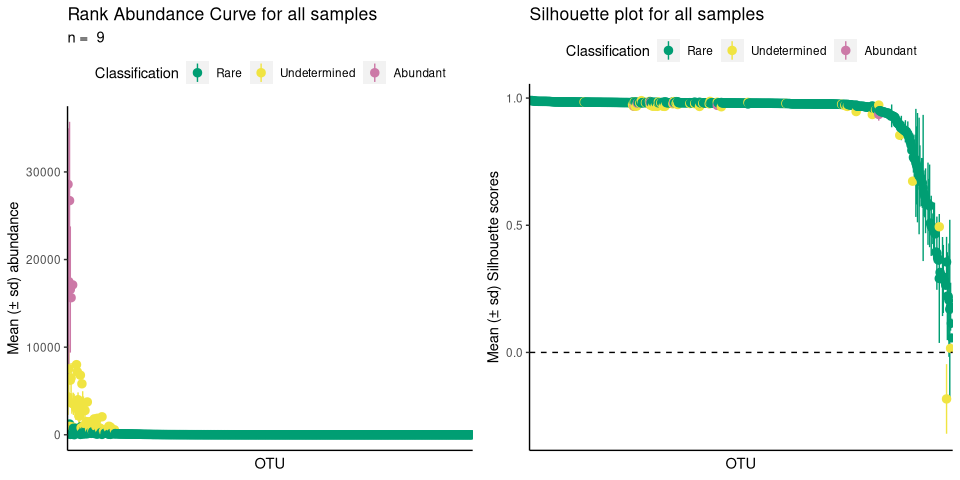 Rank Abundance Curve for all samples
n = 9
Classification Rare Undetermined Abundant
Mean (± sd) abundance
30000
20000
10000
0
OTU
Silhouette plot for all samples
Classification Rare Undetermined Abundant
Mean (± sd) Silhouette scores
1.0
0.5
0.0
OTU